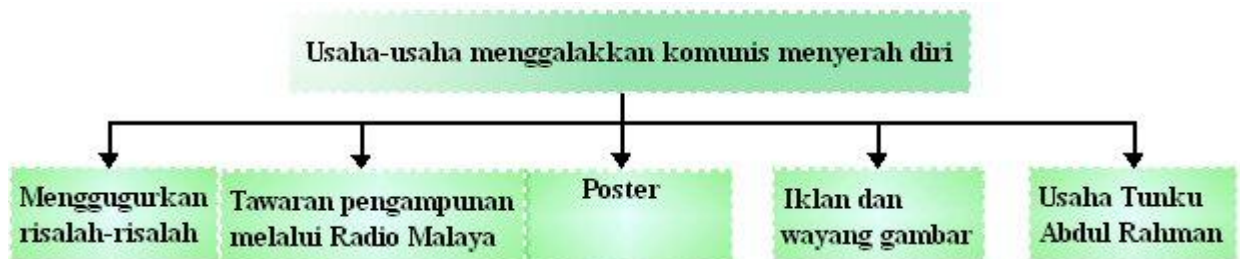 Usaha-usaha menggalakkan komunis menyerah diri
Menggugurkan
risalah-risalah
Tawaran pengampunan
melalui Radio Malaya
Poster
Iklan dan
wayang gambar
Usaha Tunku
Abdul Rahman